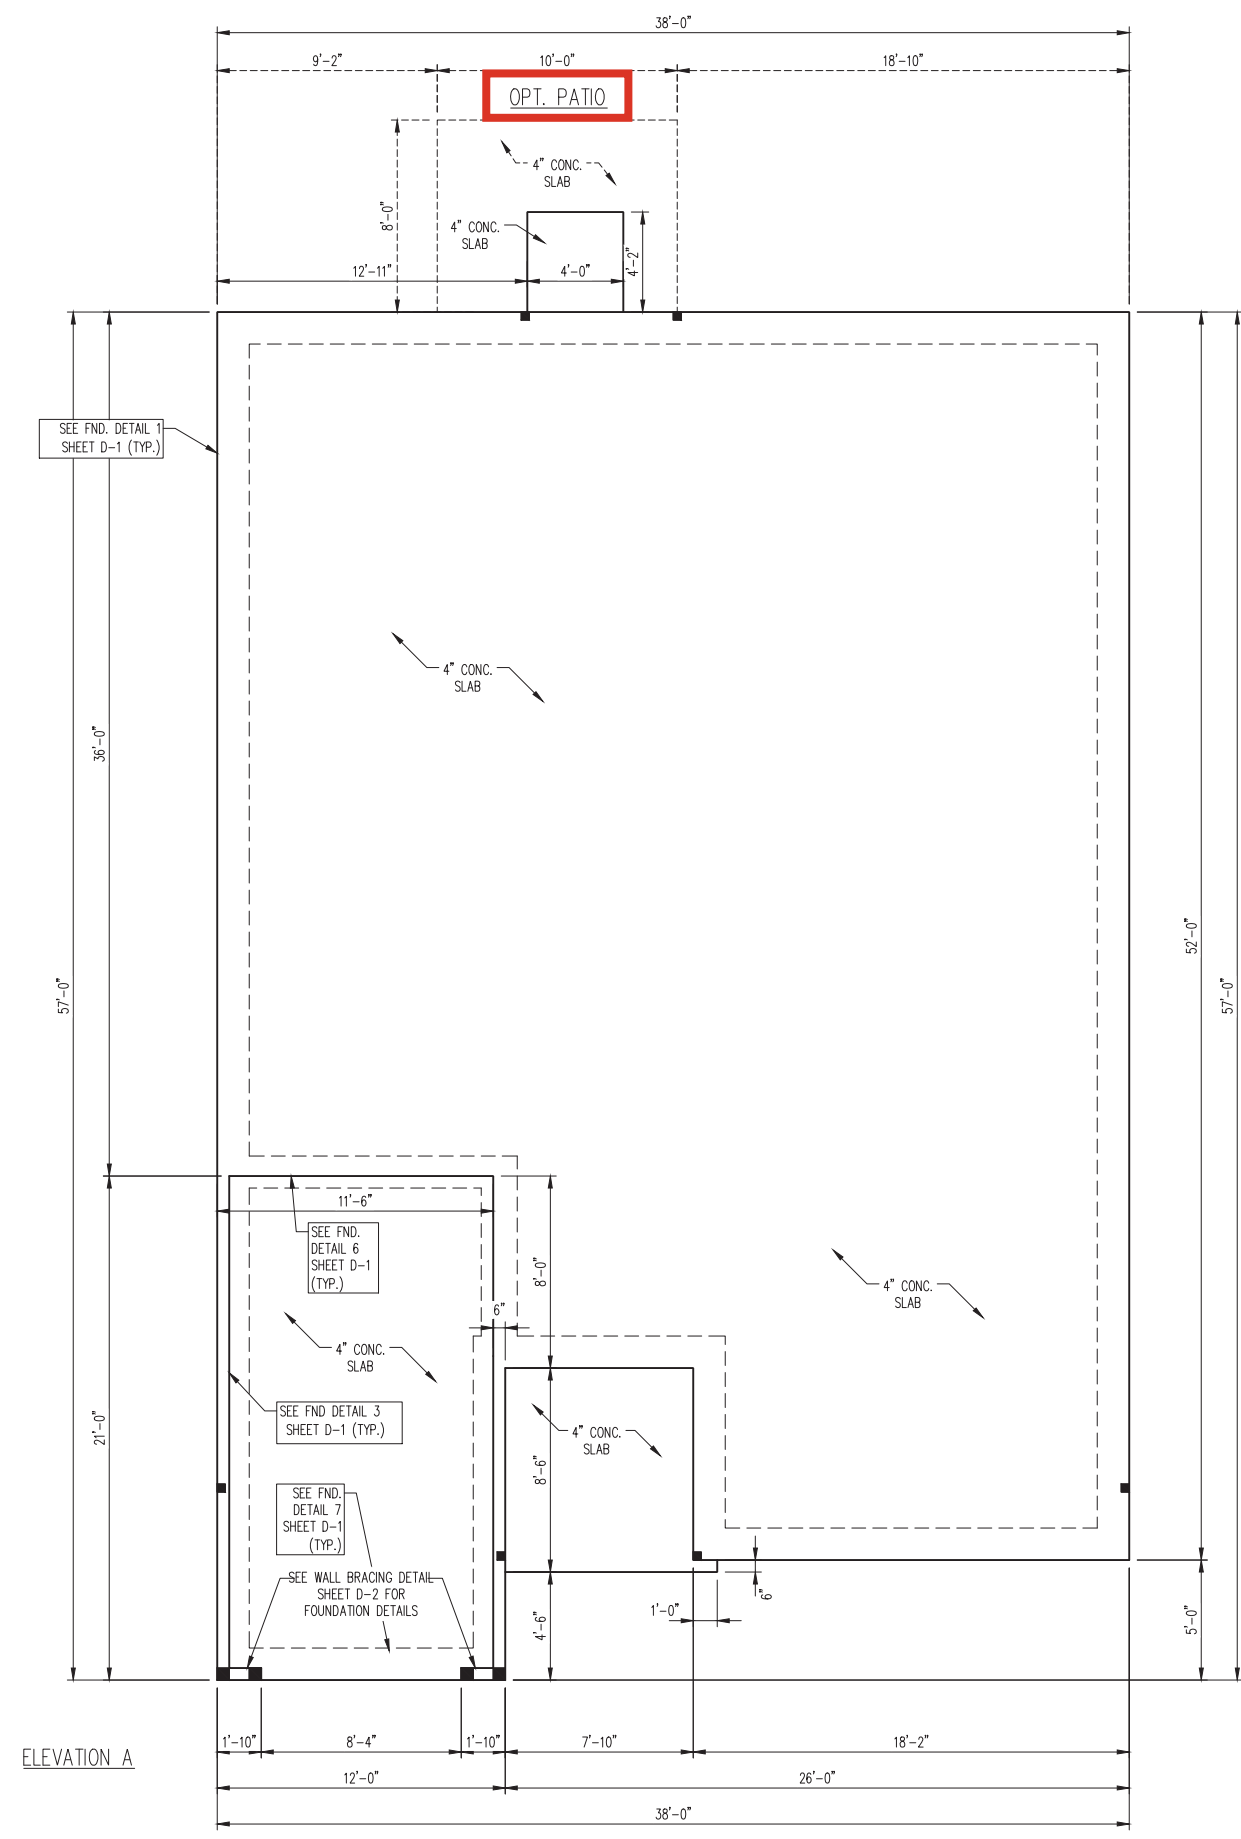 38'-0"
9'-2"
10'-0"
18'-10"
OPT. PATIO
4" CONC.
SLAB
8'-0"
4" CONC.
SLAB
4'-2"
12'-11"
4'-0"
SEE FND. DETAIL 1
SHEET D-1 (TYP.)
4" CONC.
SLAB
36'-0"
52'-0"
57'-0"
57'-0"
11'-6"
SEE FND.
DETAIL 6
SHEET D-1
(TYP.)
8'-0"
6"
4" CONC.
SLAB
4" CONC.
SLAB
SEE FND DETAIL 3
SHEET D-1 (TYP.)
21'-0"
4" CONC.
SLAB
8'-6"
SEE FND.
DETAIL 7
SHEET D-1
(TYP.)
SEE WALL BRACING DETAIL
SHEET D-2 FOR
FOUNDATION DETAILS
6"
1'-0"
4'-6"
5'-0"
1'-10"
8'-4"
1'-10"
7'-10"
18'-2"
ELEVATION A
12'-0"
26'-0"
38'-0"